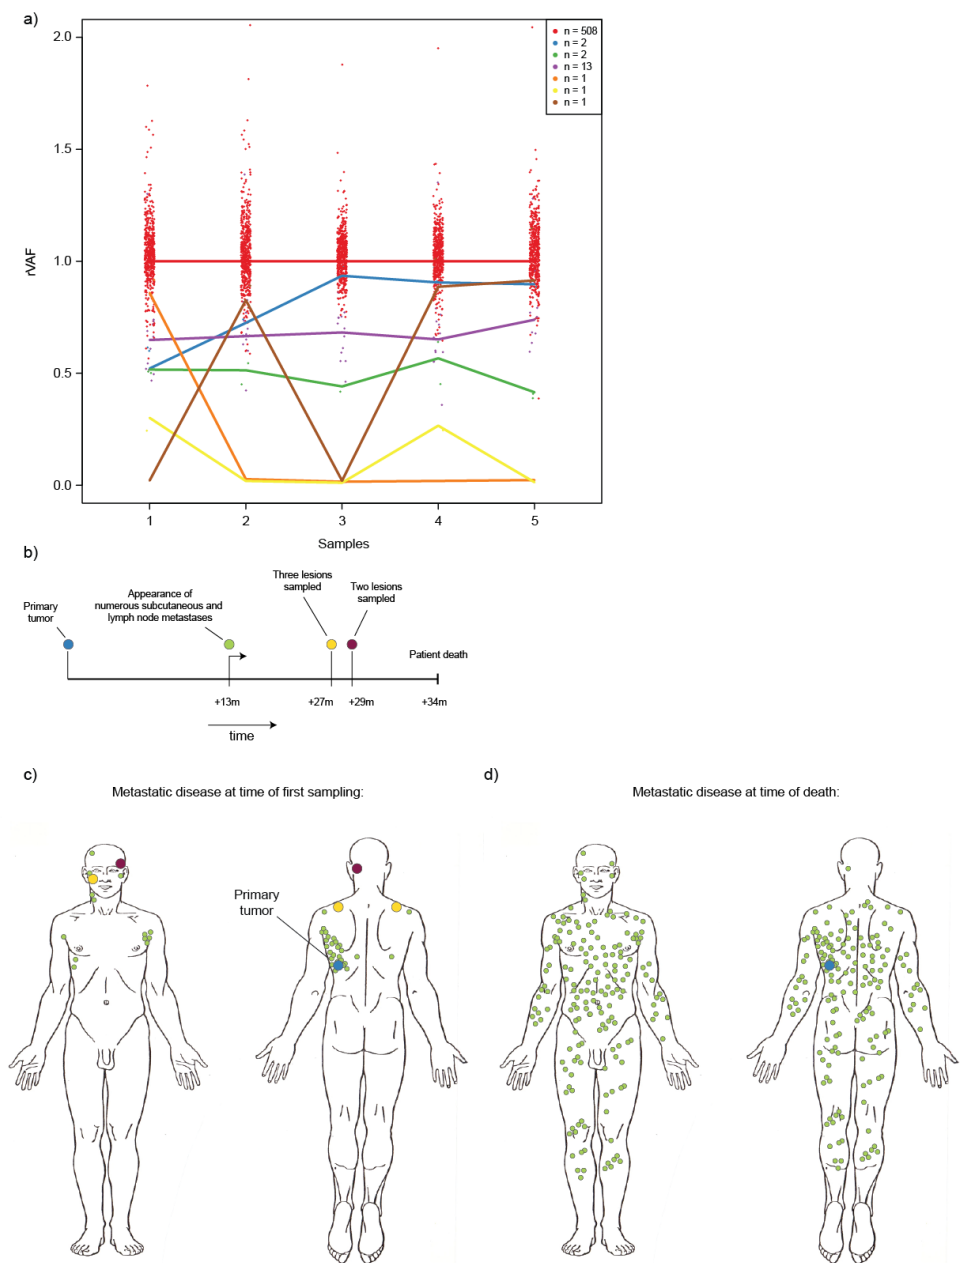 a)
2.0
1.5
1.0
0.5
0.0
rVAF
n = 508
n = 2
n = 2
n = 13
n = 1
n = 1
n = 1
1 2 3 4 5
Samples
b)
Primary
tumor
Appearance of
numerous subcutaneous and
lymph node metastases
Three lesions
sampled
Two lesions
sampled
Patient death
+13m
+27m
+29m
+34m
time
c)
Metastatic disease at time of first sampling:
Primary
tumor
d)
Metastatic disease at time of death: